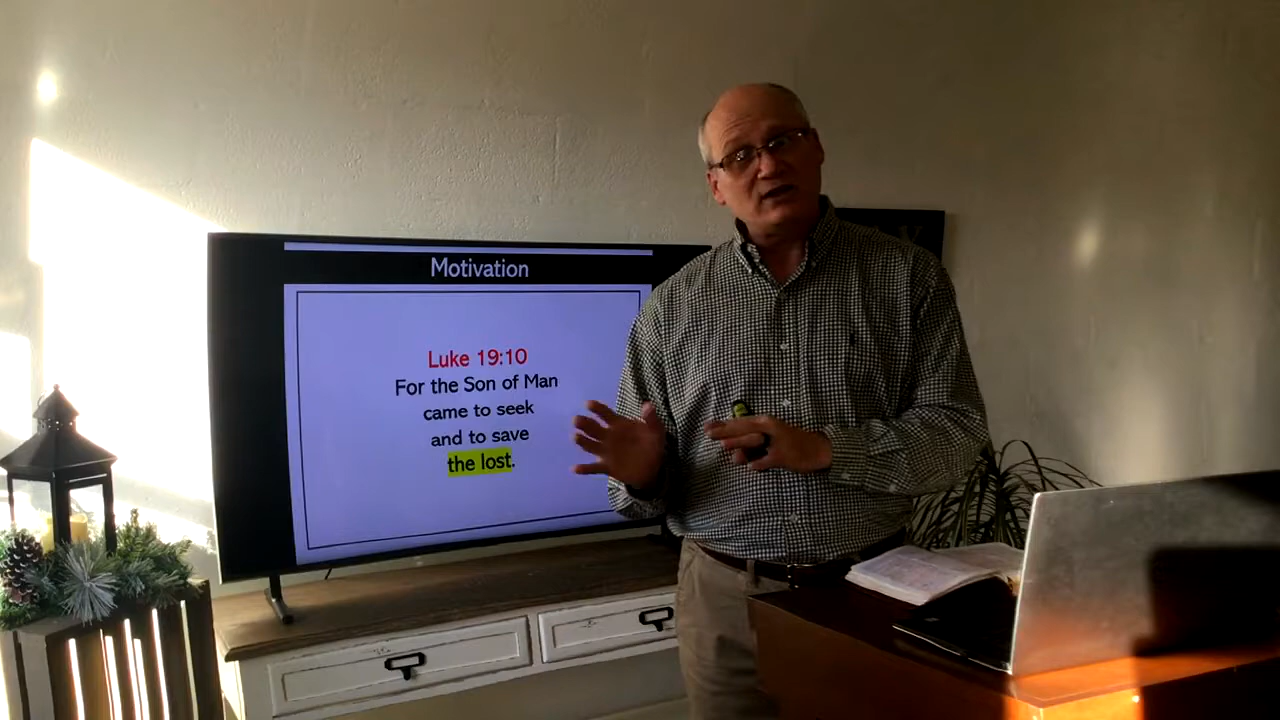 Motivation
Luke 19:10
For the Son of Man
came to seek
and to save
the lost.